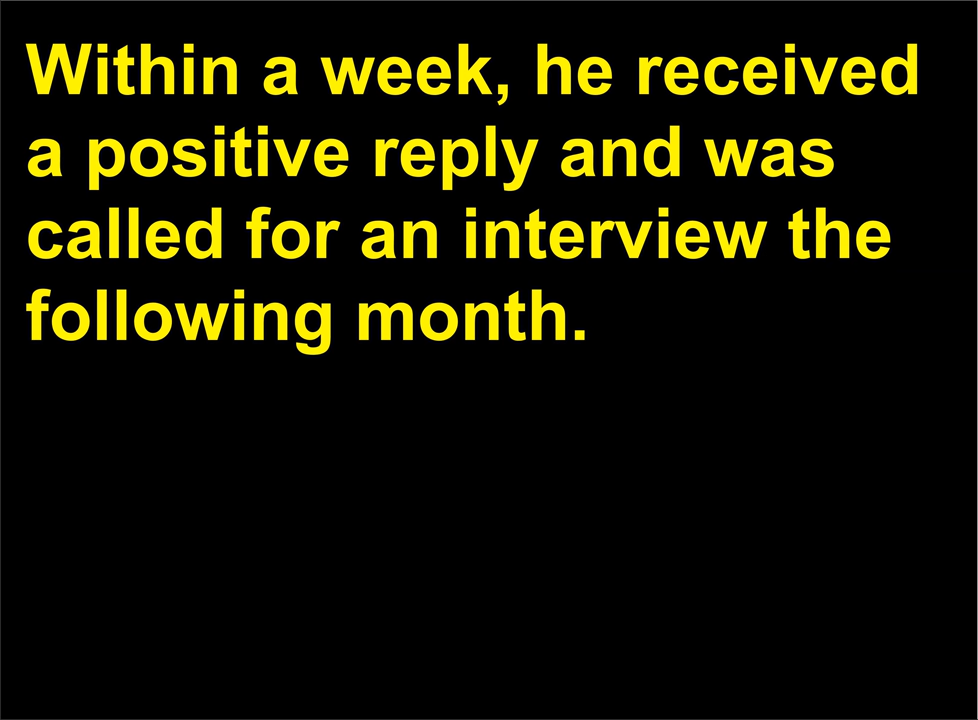 Within a week, he received
a positive reply and was
called for an interview the
following month.